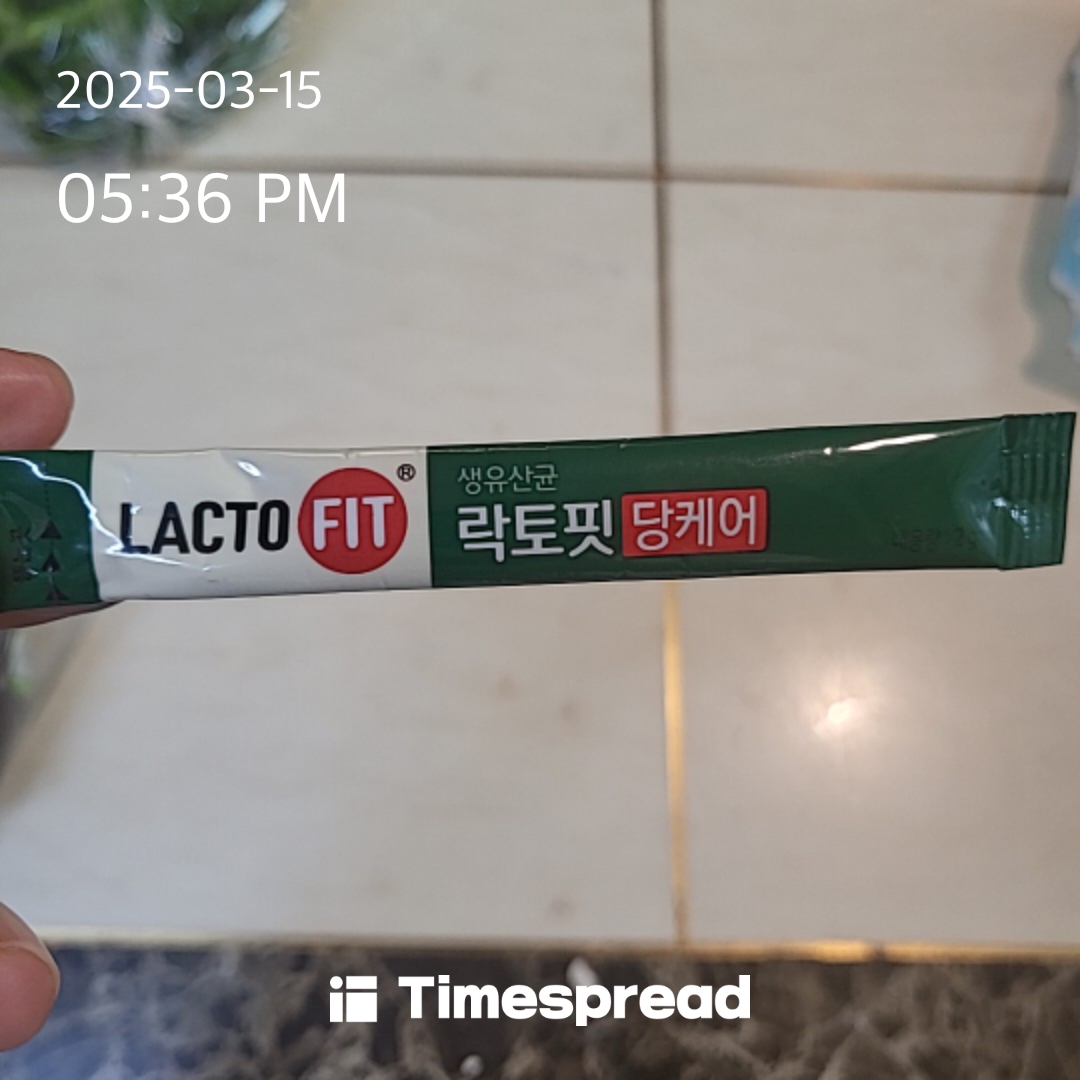 2025-03-15
05:36 PM
LACTO FIT®
생유산균
락토핏 당케어
Timespread